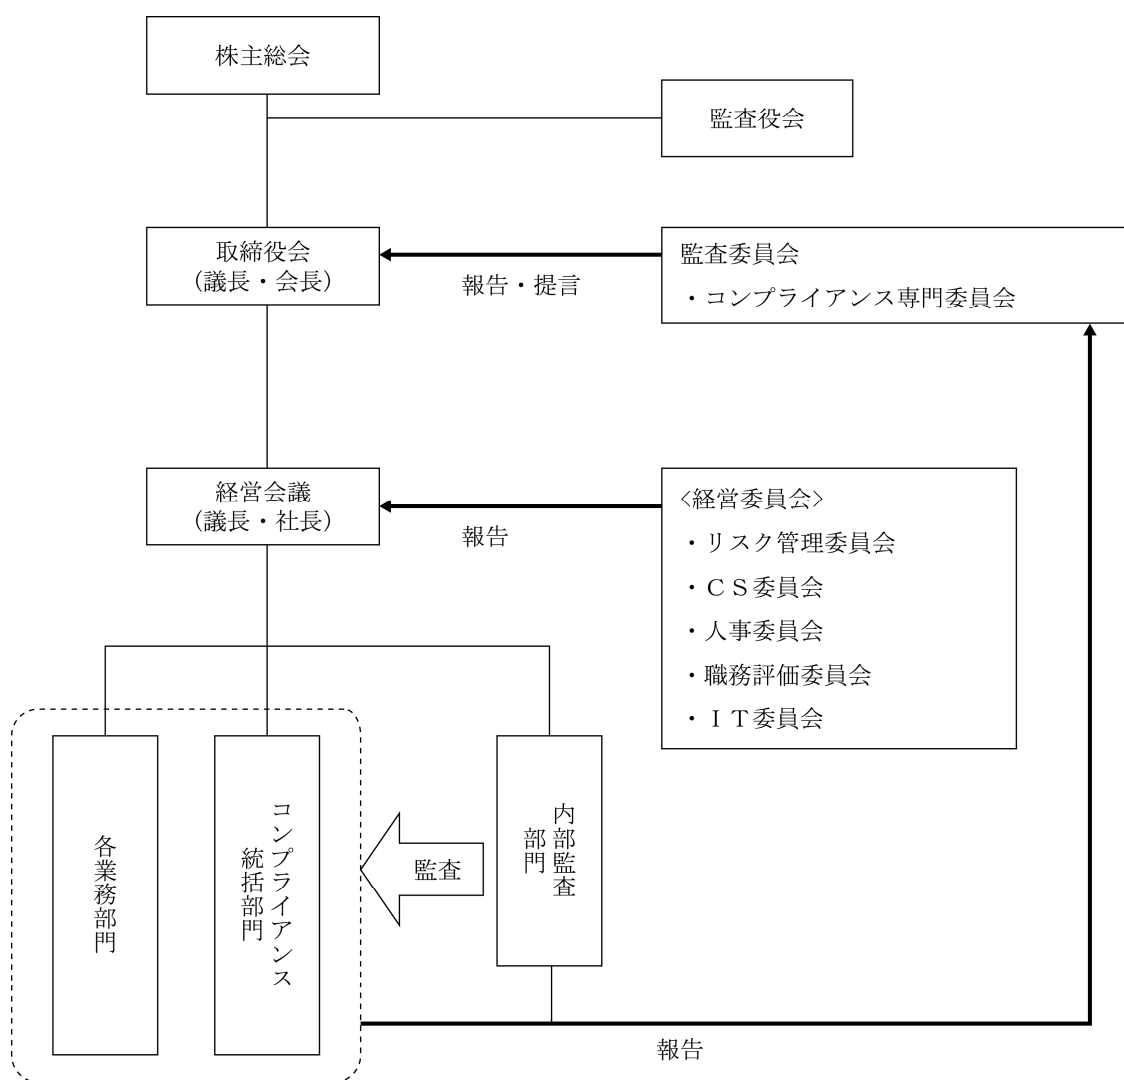 株主総会
監査役会
取締役会
（議長・会長）
報告・提言
監査委員会
・コンプライアンス専門委員会
経営会議
（議長・社長）
報告
〈経営委員会〉
・リスク管理委員会
・ＣＳ委員会
・人事委員会
・職務評価委員会
・ＩＴ委員会
各業務部門
コンプライアンス
統括部門
監査
内部監査
部門
報告